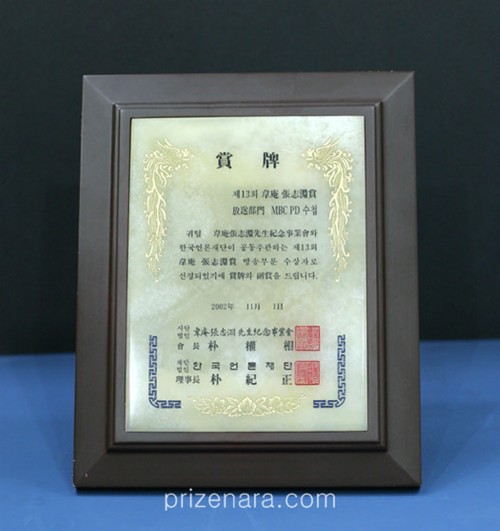 賞牌
제13회 韋庵 張志淵賞
放送部門 MBC PD 수첩
귀팀 韋庵張志淵先生紀念事業會와
한국언론재단이 공동주관하는 제13회
韋庵 張志淵賞 방송부문 수상자로
선정되었기에 賞牌와 副賞을 드립니다.
2002年 11月 1日
사단법인 韋庵張志淵先生紀念事業會
會長 朴權相
재단법인 한국언론재단
理事長 朴紀正
prizenara.com